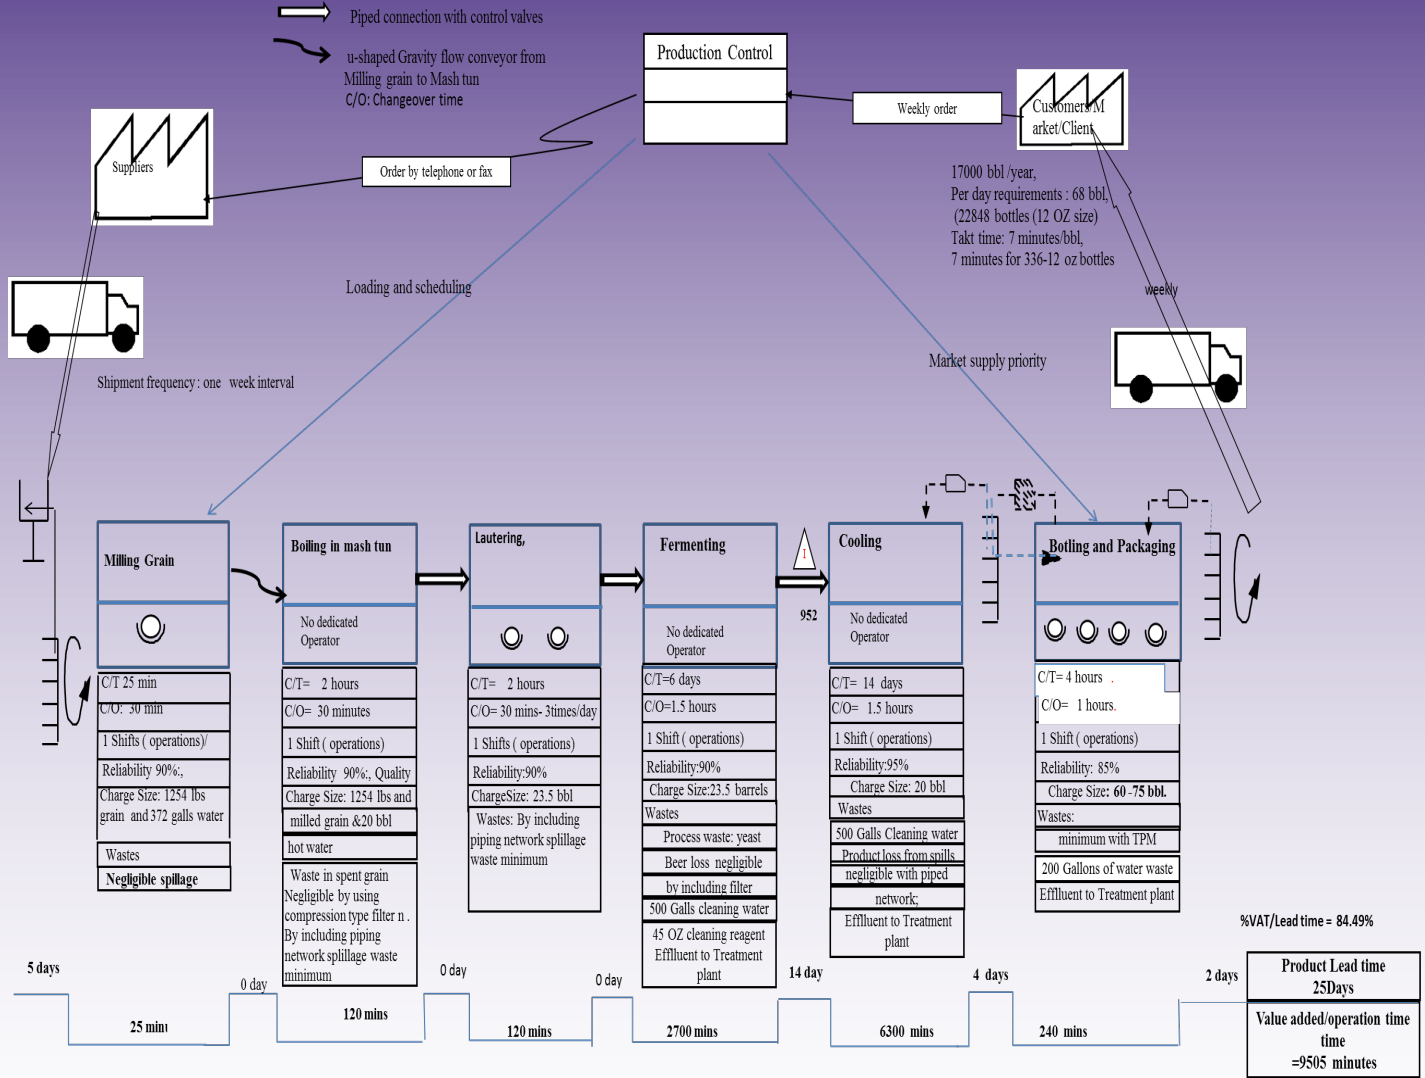 Piped connection with control valves
u-shaped Gravity flow conveyor from
Milling grain to Mash tun
C/O: Changeover time
Production Control
Weekly order
Customers/M
arket/Client
Suppliers
Order by telephone or fax
17000 bbl /year,
Per day requirements : 68 bbl,
(22848 bottles (12 OZ size)
Takt time: 7 minutes/bbl,
7 minutes for 336-12 oz bottles
Loading and scheduling
weekly
Market supply priority
Shipment frequency : one week interval
Milling Grain
C/T 25 min
C/O: 30 min
1 Shifts ( operations)/
Reliability 90%:,
Charge Size: 1254 lbs
grain and 372 galls water
Wastes
Negligible spillage
Boiling in mash tun
No dedicated
Operator
C/T= 2 hours
C/O= 30 minutes
1 Shift ( operations)
Reliability 90%:, Quality
Charge Size: 1254 lbs and
milled grain &20 bbl
hot water
Waste in spent grain
Negligible by using
compression type filter n .
By including piping
network splillage waste
minimum
Lautering,
C/T= 2 hours
C/O= 30 mins- 3times/day
1 Shifts ( operations)
Reliability:90%
ChargeSize: 23.5 bbl
Wastes: By including
piping network splillage
waste minimum
Fermenting
No dedicated
Operator
C/T=6 days
C/O=1.5 hours
1 Shift ( operations)
Reliability:90%
Charge Size:23.5 barrels
Wastes
Process waste: yeast
Beer loss negligible
by including filter
500 Galls cleaning water
45 OZ cleaning reagent
Efflluent to Treatment
plant
I
952
Cooling
No dedicated
Operator
C/T= 14 days
C/O= 1.5 hours
1 Shift ( operations)
Reliability:95%
Charge Size: 20 bbl
Wastes
500 Galls Cleaning water
Product loss from spills
negligible with piped
network;
Efflluent to Treatment
plant
Botling and Packaging
C/T= 4 hours .
C/O= 1 hours.
1 Shift ( operations)
Reliability: 85%
Charge Size: 60 -75 bbl.
Wastes:
minimum with TPM
200 Gallons of water waste
Efflluent to Treatment plant
%VAT/Lead time = 84.49%
5 days
25 mint
0 day
120 mins
0 day
120 mins
0 day
2700 mins
14 day
6300 mins
4 days
240 mins
2 days
Product Lead time
25Days
Value added/operation time
time
=9505 minutes